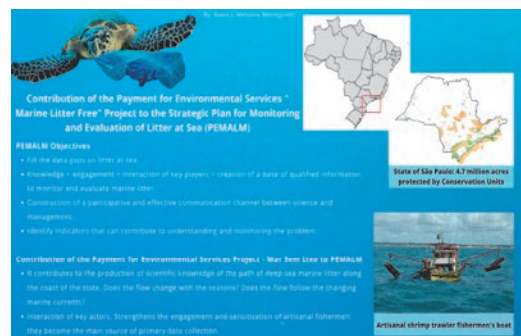 By: Bianca
Contribution of the Payment for Environmental Services "
Marine Litter Free" Project to the Strategic Plan for Monitoring
and Evaluation of Litter at Sea (PEMALM)
PEMALM Objectives
• Fill the data gaps on litter at sea.
• Knowledge + engagement + interaction of key players + creation of a base of qualified information
to monitor and evaluate marine litter.
• Construction of a participative and effective communication channel between science and
management.
• Identify indicators that can contribute to understanding and monitoring the problem.
Contribution of the Payment for Environmental Services Project - Mar Sem Lixo to PEMALM
• It contributes to the production of scientific knowledge of the path of deep-sea marine litter along
the coast of the state. Does the flow change with the seasons? Does the flow follow the changing
marine currents?
• Interaction of key actors. Strengthens the engagement and sensitization of artisanal fishermen,
they become the main source of primary data collection.
State of São Paulo: 4.7 million acres
protected by Conservation Units
Artisanal shrimp trawler fishermen's boat